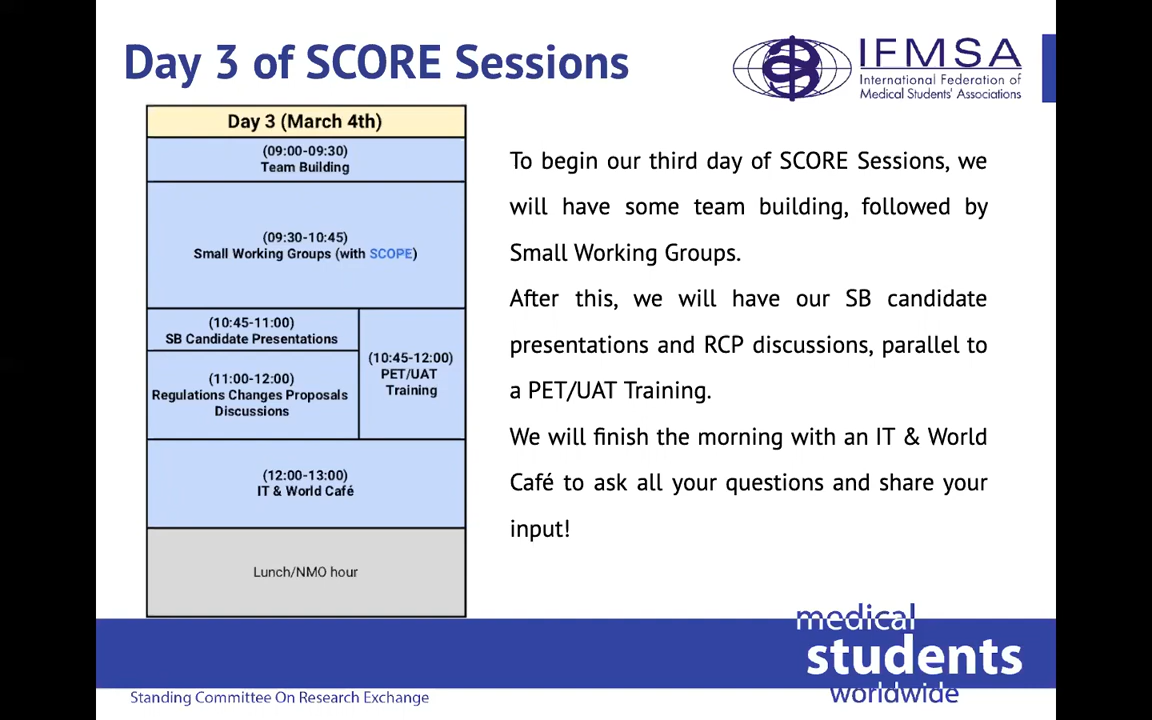 Day 3 of SCORE Sessions
IFMSA
International Federation of
Medical Students' Associations
Day 3 (March 4th)
(09:00-09:30)
Team Building
(09:30-10:45)
Small Working Groups (with SCOPE)
(10:45-11:00)
SB Candidate Presentations
(11:00-12:00)
Regulations Changes Proposals
Discussions
(10:45-12:00)
PET/UAT
Training
(12:00-13:00)
IT & World Café
Lunch/NMO hour
To begin our third day of SCORE Sessions, we
will have some team building, followed by
Small Working Groups.
After this, we will have our SB candidate
presentations and RCP discussions, parallel to
a PET/UAT Training.
We will finish the morning with an IT & World
Café to ask all your questions and share your
input!
medical
students
worldwide
Standing Committee On Research Exchange